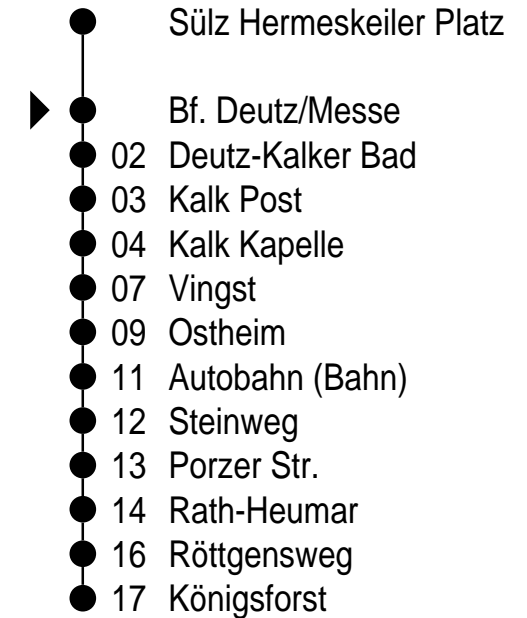 Sülz Hermeskeiler Platz
Bf. Deutz/Messe
02 Deutz-Kalker Bad
03 Kalk Post
04 Kalk Kapelle
07 Vingst
09 Ostheim
11 Autobahn (Bahn)
12 Steinweg
13 Porzer Str.
14 Rath-Heumar
16 Röttgensweg
17 Königsforst